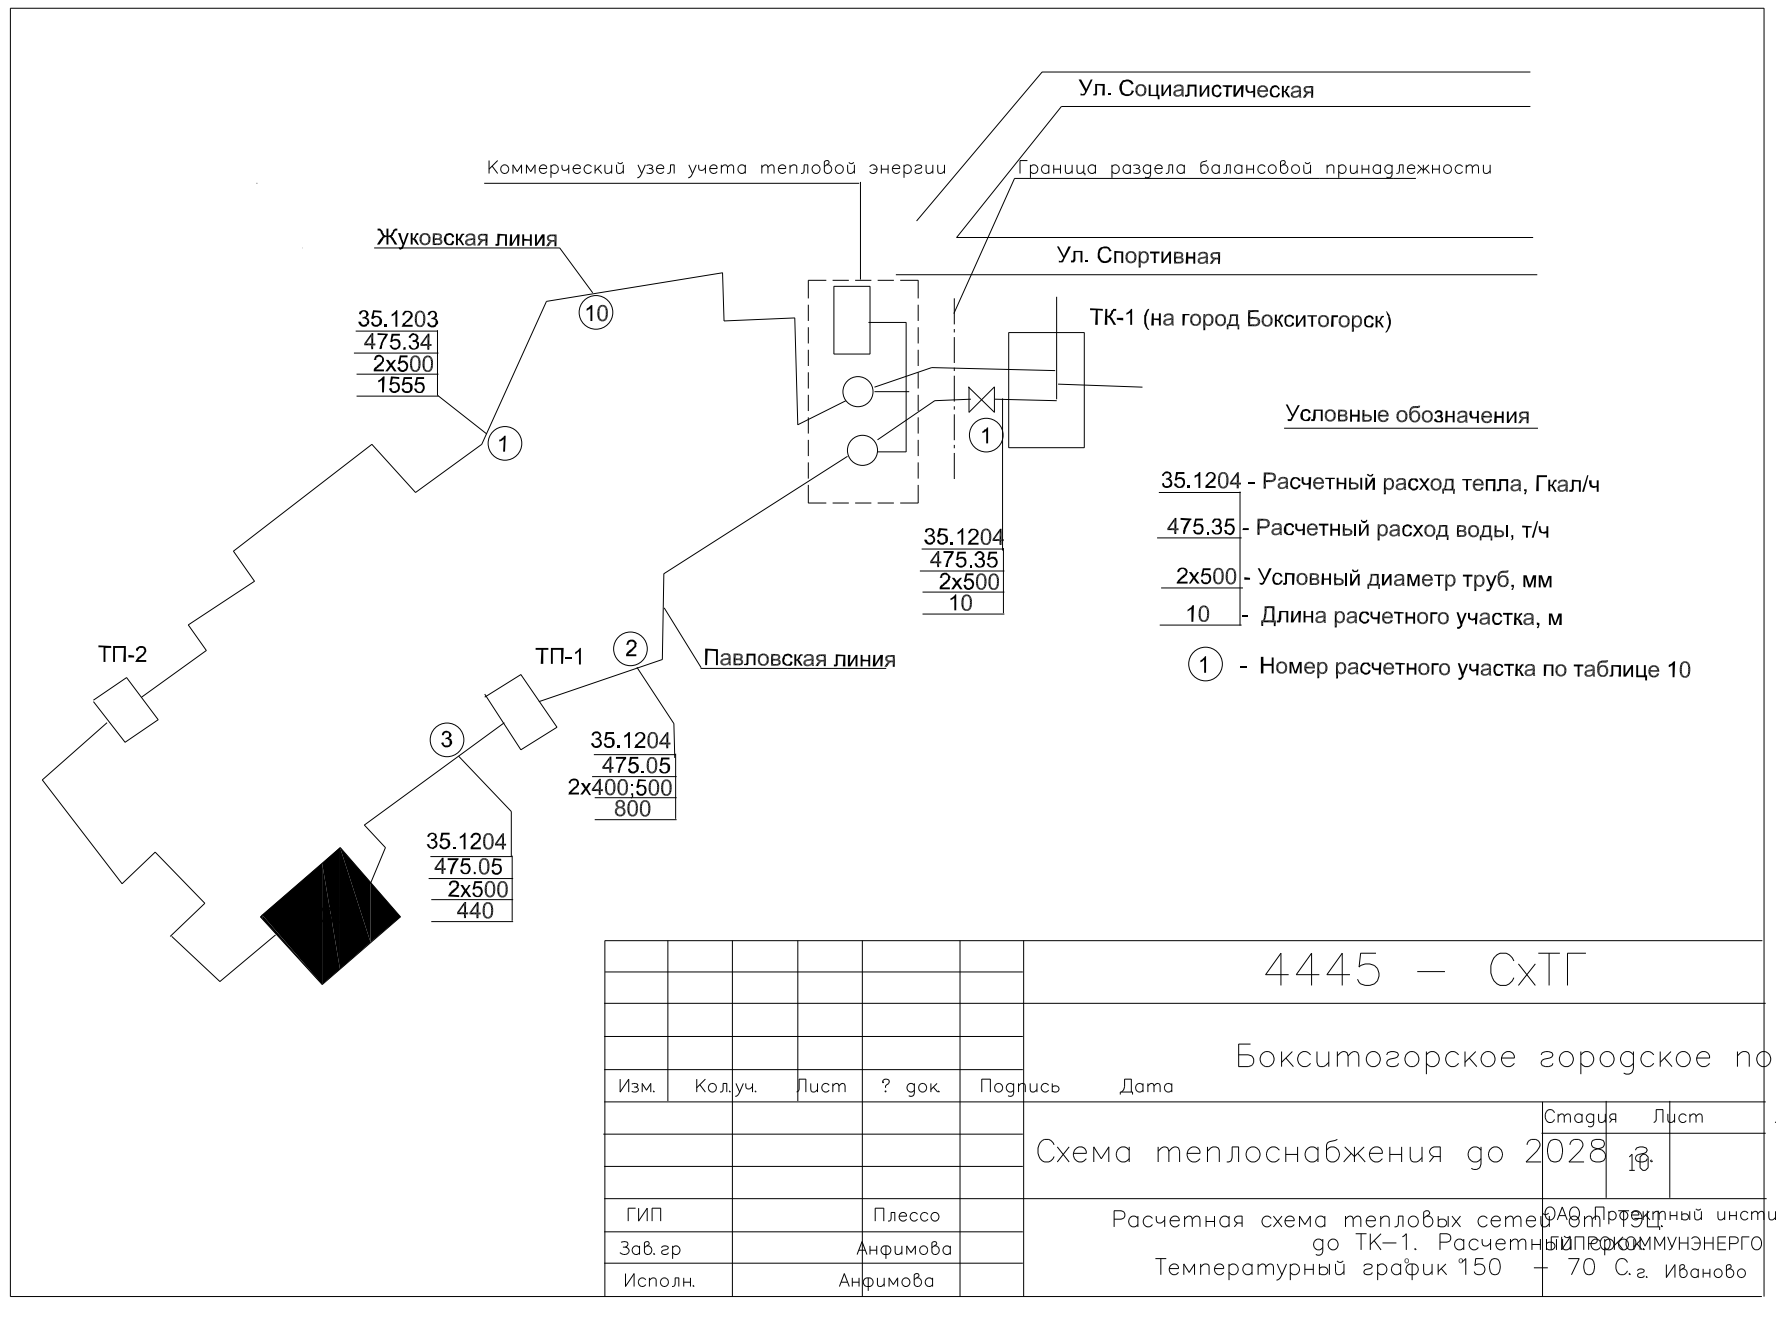 Ул. Социалистическая
Коммерческий узел учета тепловой энергии
Граница раздела балансовой принадлежности
Жуковская линия
Ул. Спортивная
10
35.1203
475.34
2х500
1555
1
ТК-1 (на город Бокситогорск)
1
Условные обозначения
35.1204 - Расчетный расход тепла, Гкал/ч
475.35 - Расчетный расход воды, т/ч
2х500 - Условный диаметр труб, мм
10 - Длина расчетного участка, м
1 - Номер расчетного участка по таблице 10
35.1204
475.35
2х500
10
ТП-2
ТП-1
2
Павловская линия
3
35.1204
475.05
2х400;500
800
35.1204
475.05
2х500
440
4445 - СхТГ
Бокситогорское городское по
Изм. Кол.уч. Лист ? док. Подпись Дата
Стадия Лист
Схема теплоснабжения до 2028 г.
10
ГИП Плессо
Зав.гр Анфимова
Исполн. Анфимова
Расчетная схема тепловых сетей от ТЭЦ
до ТК-1. Расчетный срок.
Температурный график 150° - 70°С.
ОАО Проектный инсти
ГИПРОКОММУНЭНЕРГО
г. Иваново